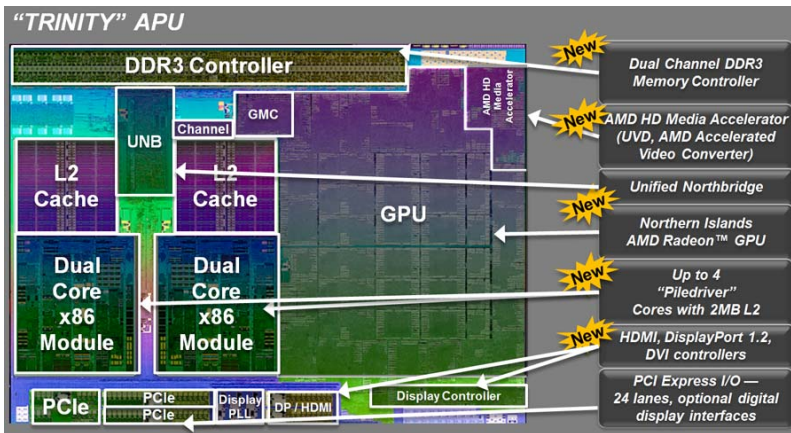 “TRINITY” APU
DDR3 Controller
UNB
Channel
GMC
AMD HD
Media
Accelerator
L2
Cache
L2
Cache
GPU
Dual
Core
x86
Module
Dual
Core
x86
Module
PCIe
PCIe
PCIe
Display
PLL
DP / HDMI
Display Controller
New
Dual Channel DDR3
Memory Controller
New
AMD HD Media Accelerator
(UVD, AMD Accelerated
Video Converter)
Unified Northbridge
New
Northern Islands
AMD Radeon™ GPU
New
Up to 4
“Piledriver”
Cores with 2MB L2
New
HDMI, DisplayPort 1.2,
DVI controllers
PCI Express I/O —
24 lanes, optional digital
display interfaces